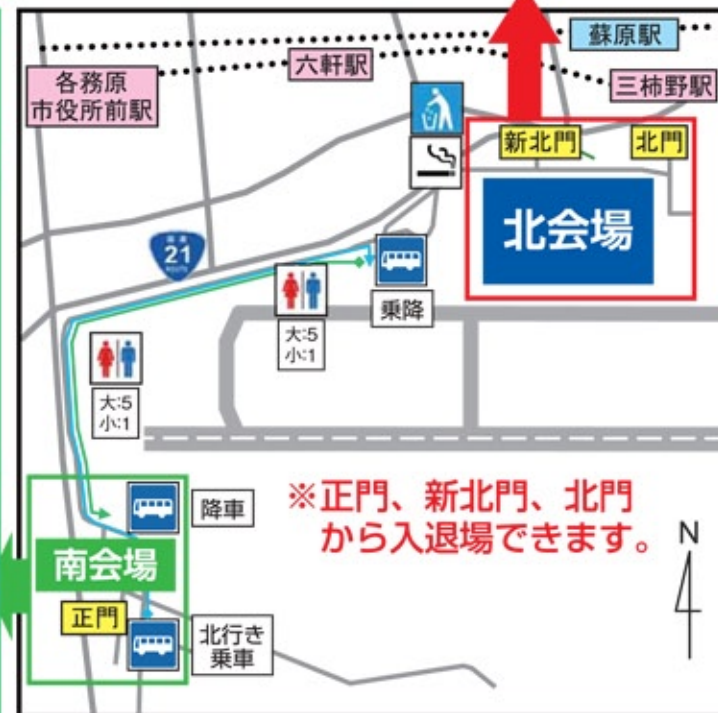 蘇原駅
六軒駅
各務原
市役所前駅
三柿野駅
新北門
北門
北会場
国道
21
ROUTE
乗降
大:5
小:1
大:5
小:1
降車
※正門、新北門、北門
から入退場できます。
南会場
N
正門
北行き
乗車